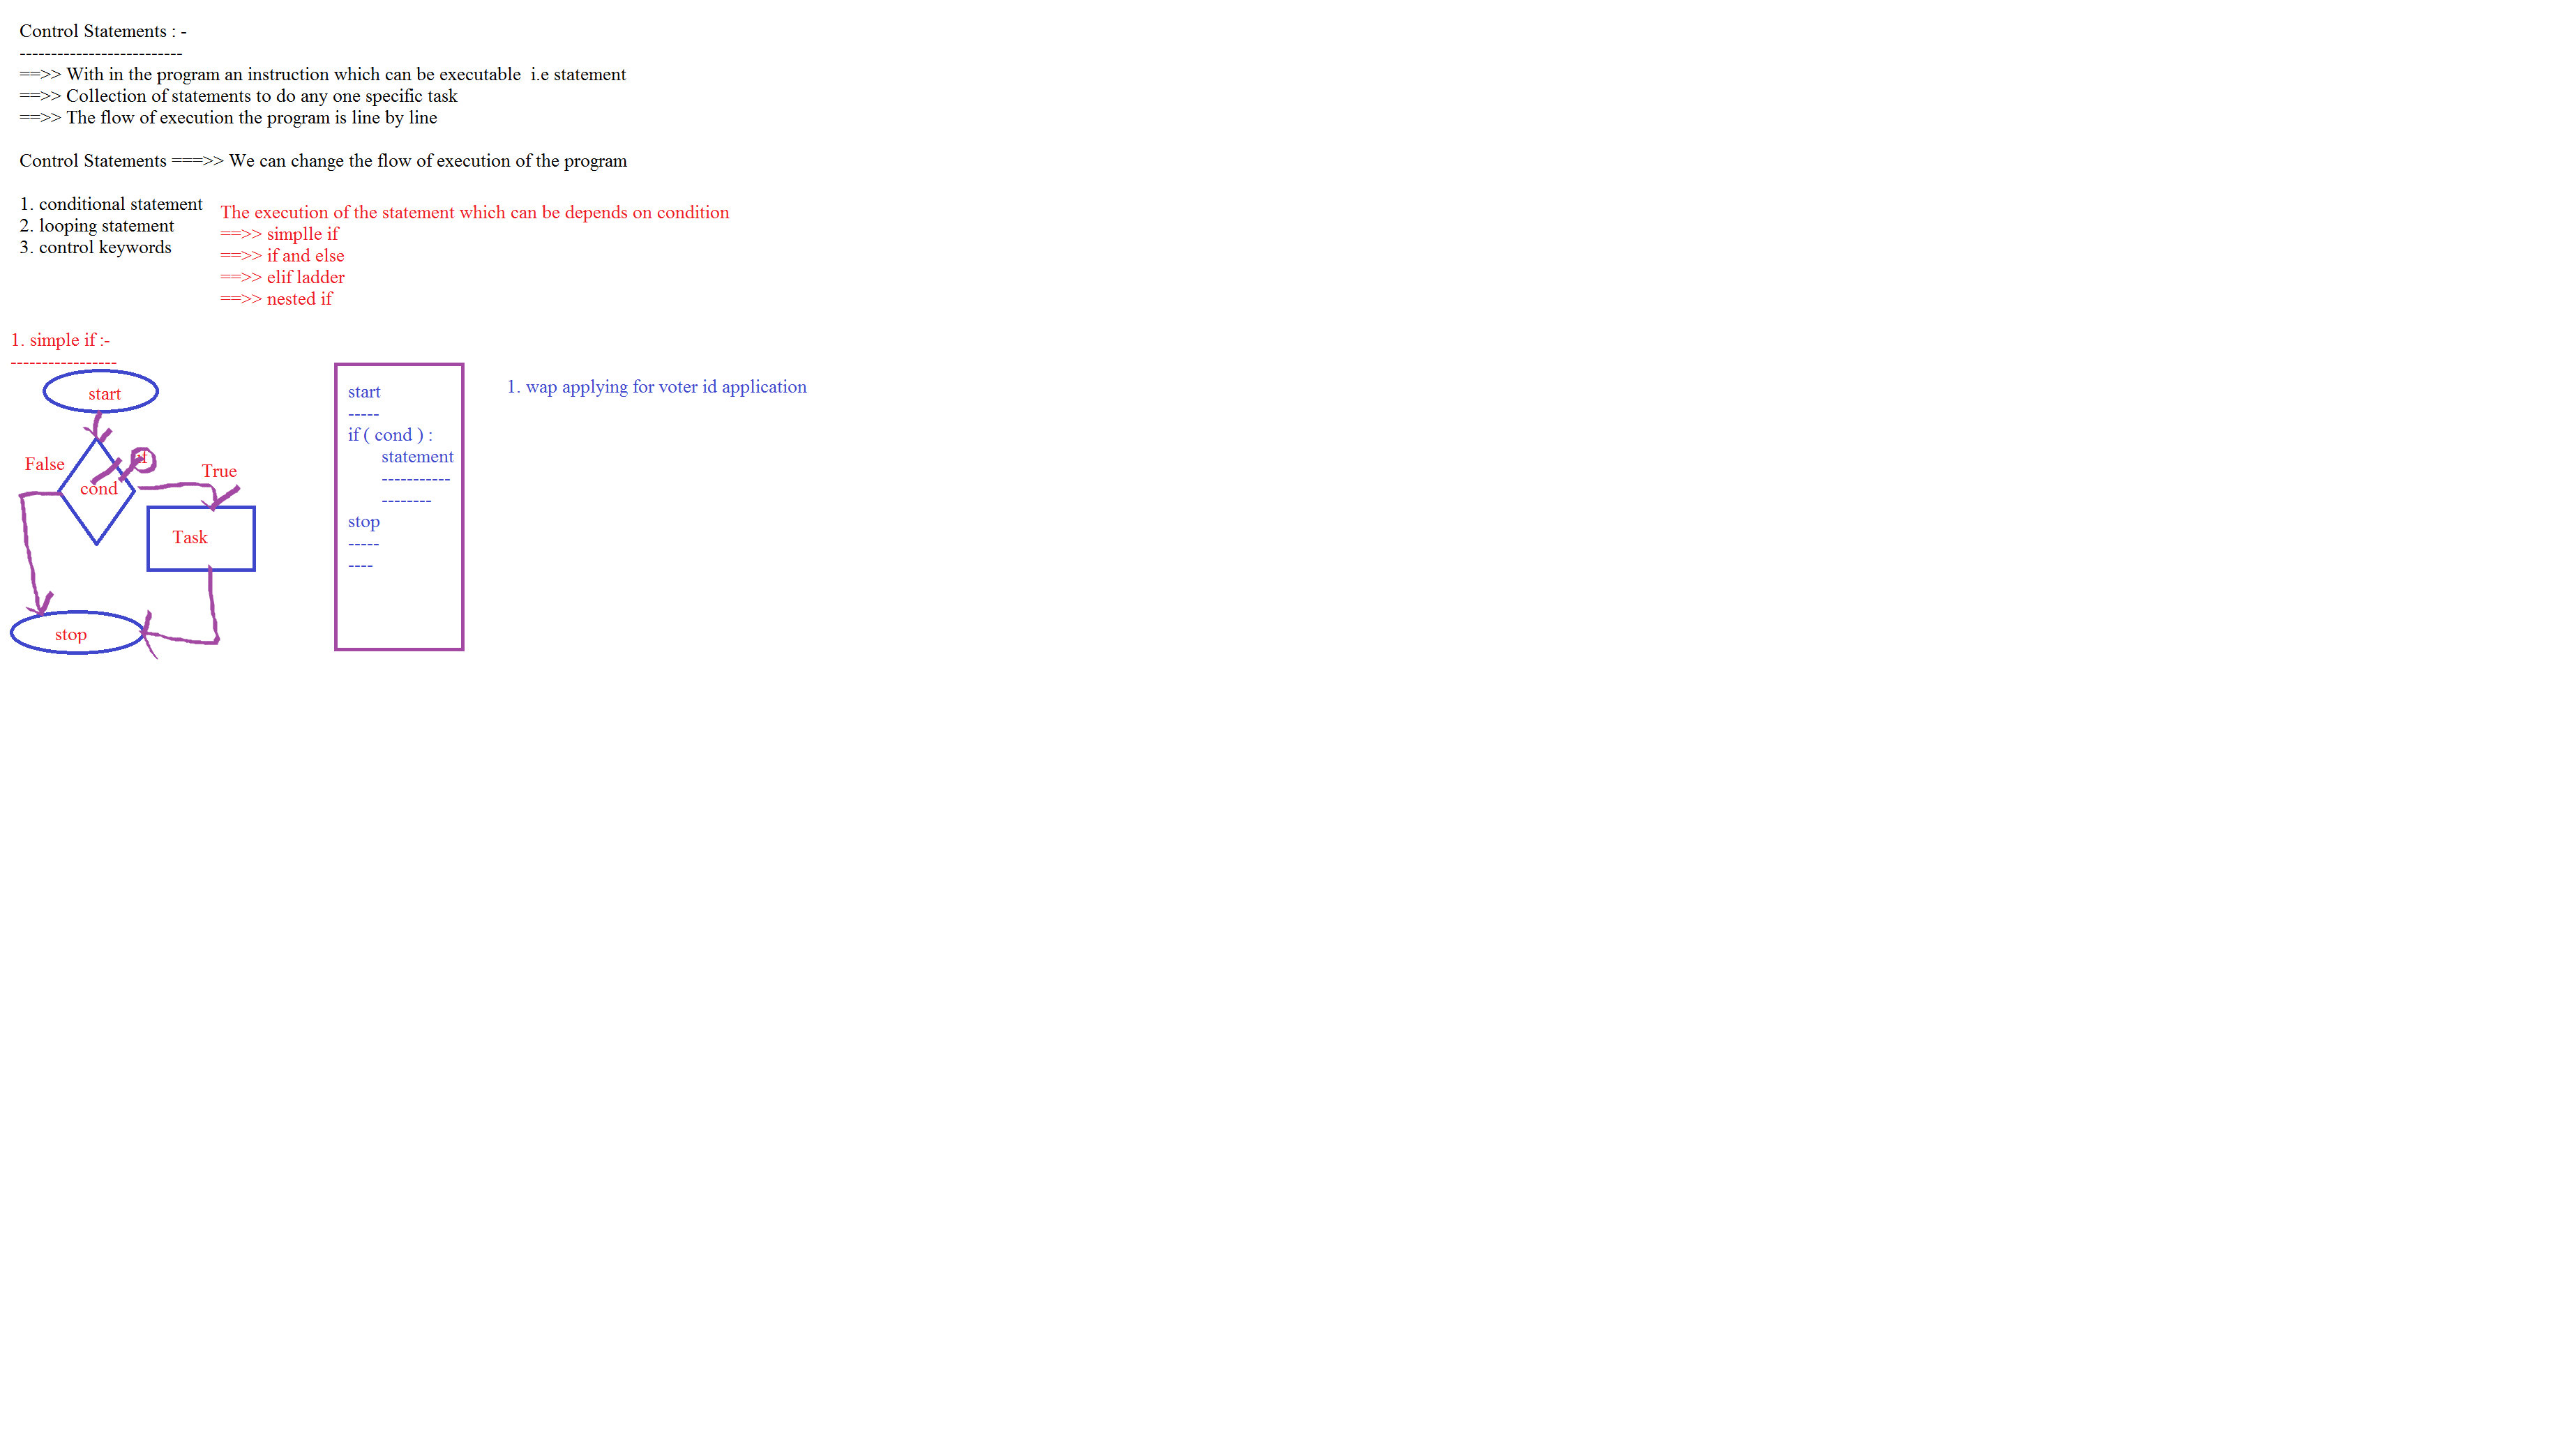 Control Statements : -
--------------------------
==>> With in the program an instruction which can be executable  i.e statement
==>> Collection of statements to do any one specific task
==>> The flow of execution the program is line by line
Control Statements ===>> We can change the flow of execution of the program
1. conditional statement
2. looping statement
3. control keywords
The execution of the statement which can be depends on condition
==>> simplle if
==>> if and else
==>> elif ladder
==>> nested if
1. simple if :-
-----------------
start
if
False
True
cond
Task
stop
start
-----
if ( cond ) :
statement
-----------
--------
stop
-----
----
1. wap applying for voter id application